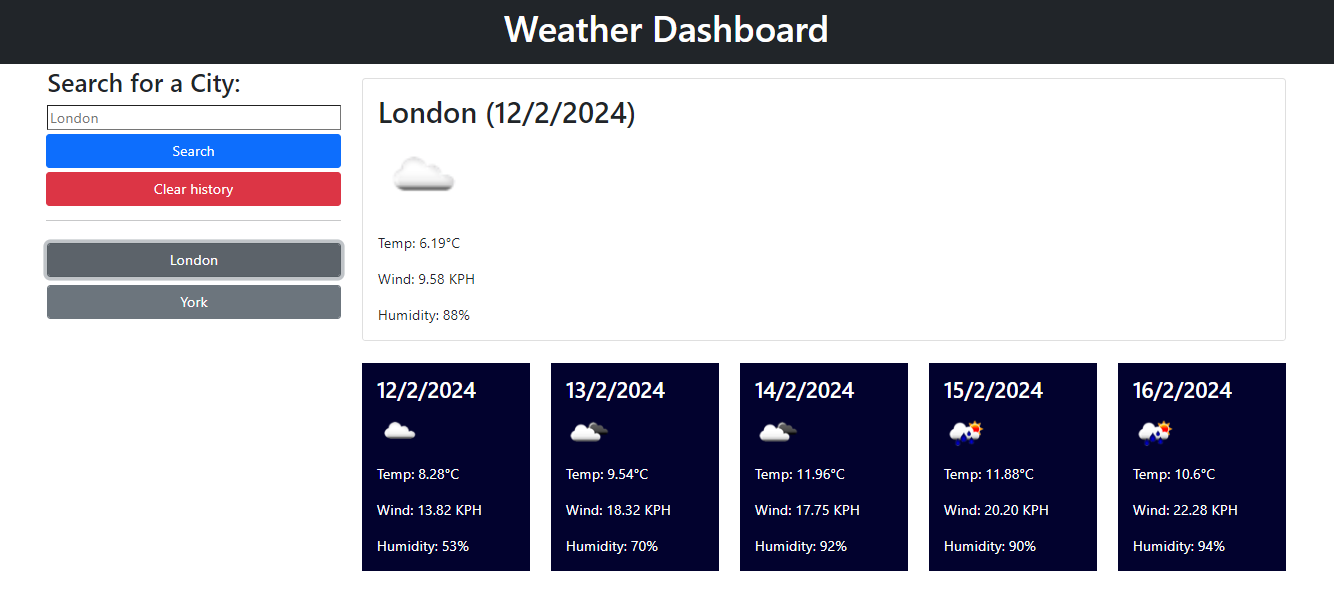 Weather Dashboard
Search for a City:
London
Search
Clear history
London
York
London (12/2/2024)
Temp: 6.19°C
Wind: 9.58 KPH
Humidity: 88%
12/2/2024
Temp: 8.28°C
Wind: 13.82 KPH
Humidity: 53%
13/2/2024
Temp: 9.54°C
Wind: 18.32 KPH
Humidity: 70%
14/2/2024
Temp: 11.96°C
Wind: 17.75 KPH
Humidity: 92%
15/2/2024
Temp: 11.88°C
Wind: 20.20 KPH
Humidity: 90%
16/2/2024
Temp: 10.6°C
Wind: 22.28 KPH
Humidity: 94%